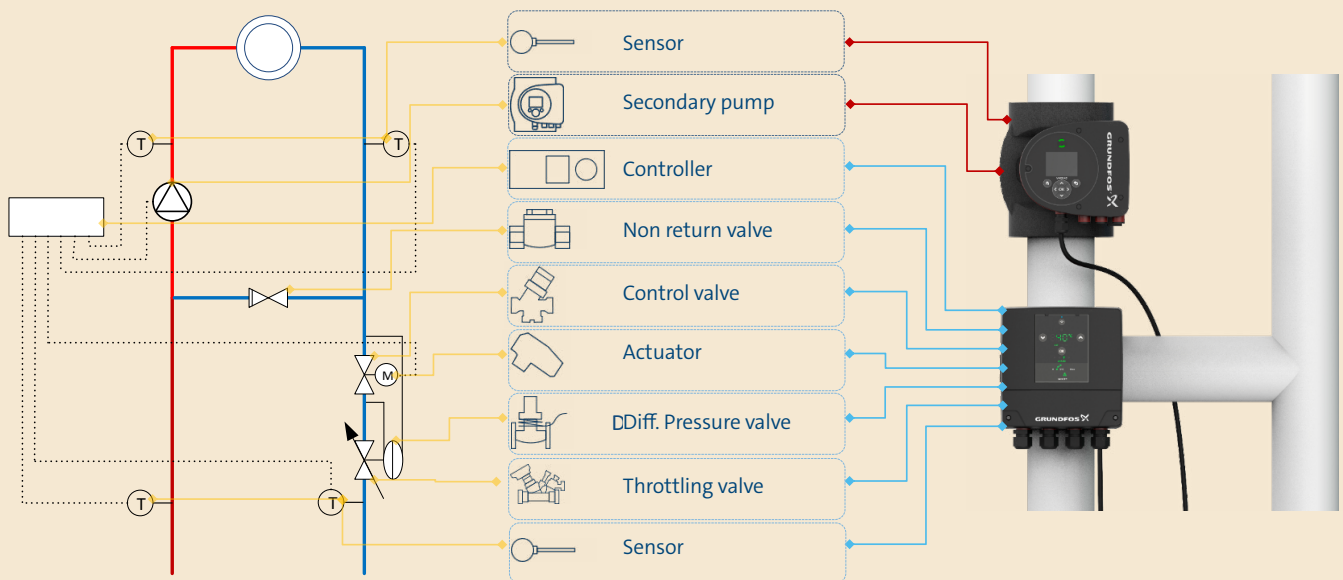 Sensor
Secondary pump
Controller
Non return valve
Control valve
Actuator
DDiff. Pressure valve
Throttling valve
Sensor
T
T
M
T
T
GRUNDFOS
GRUNDFOS